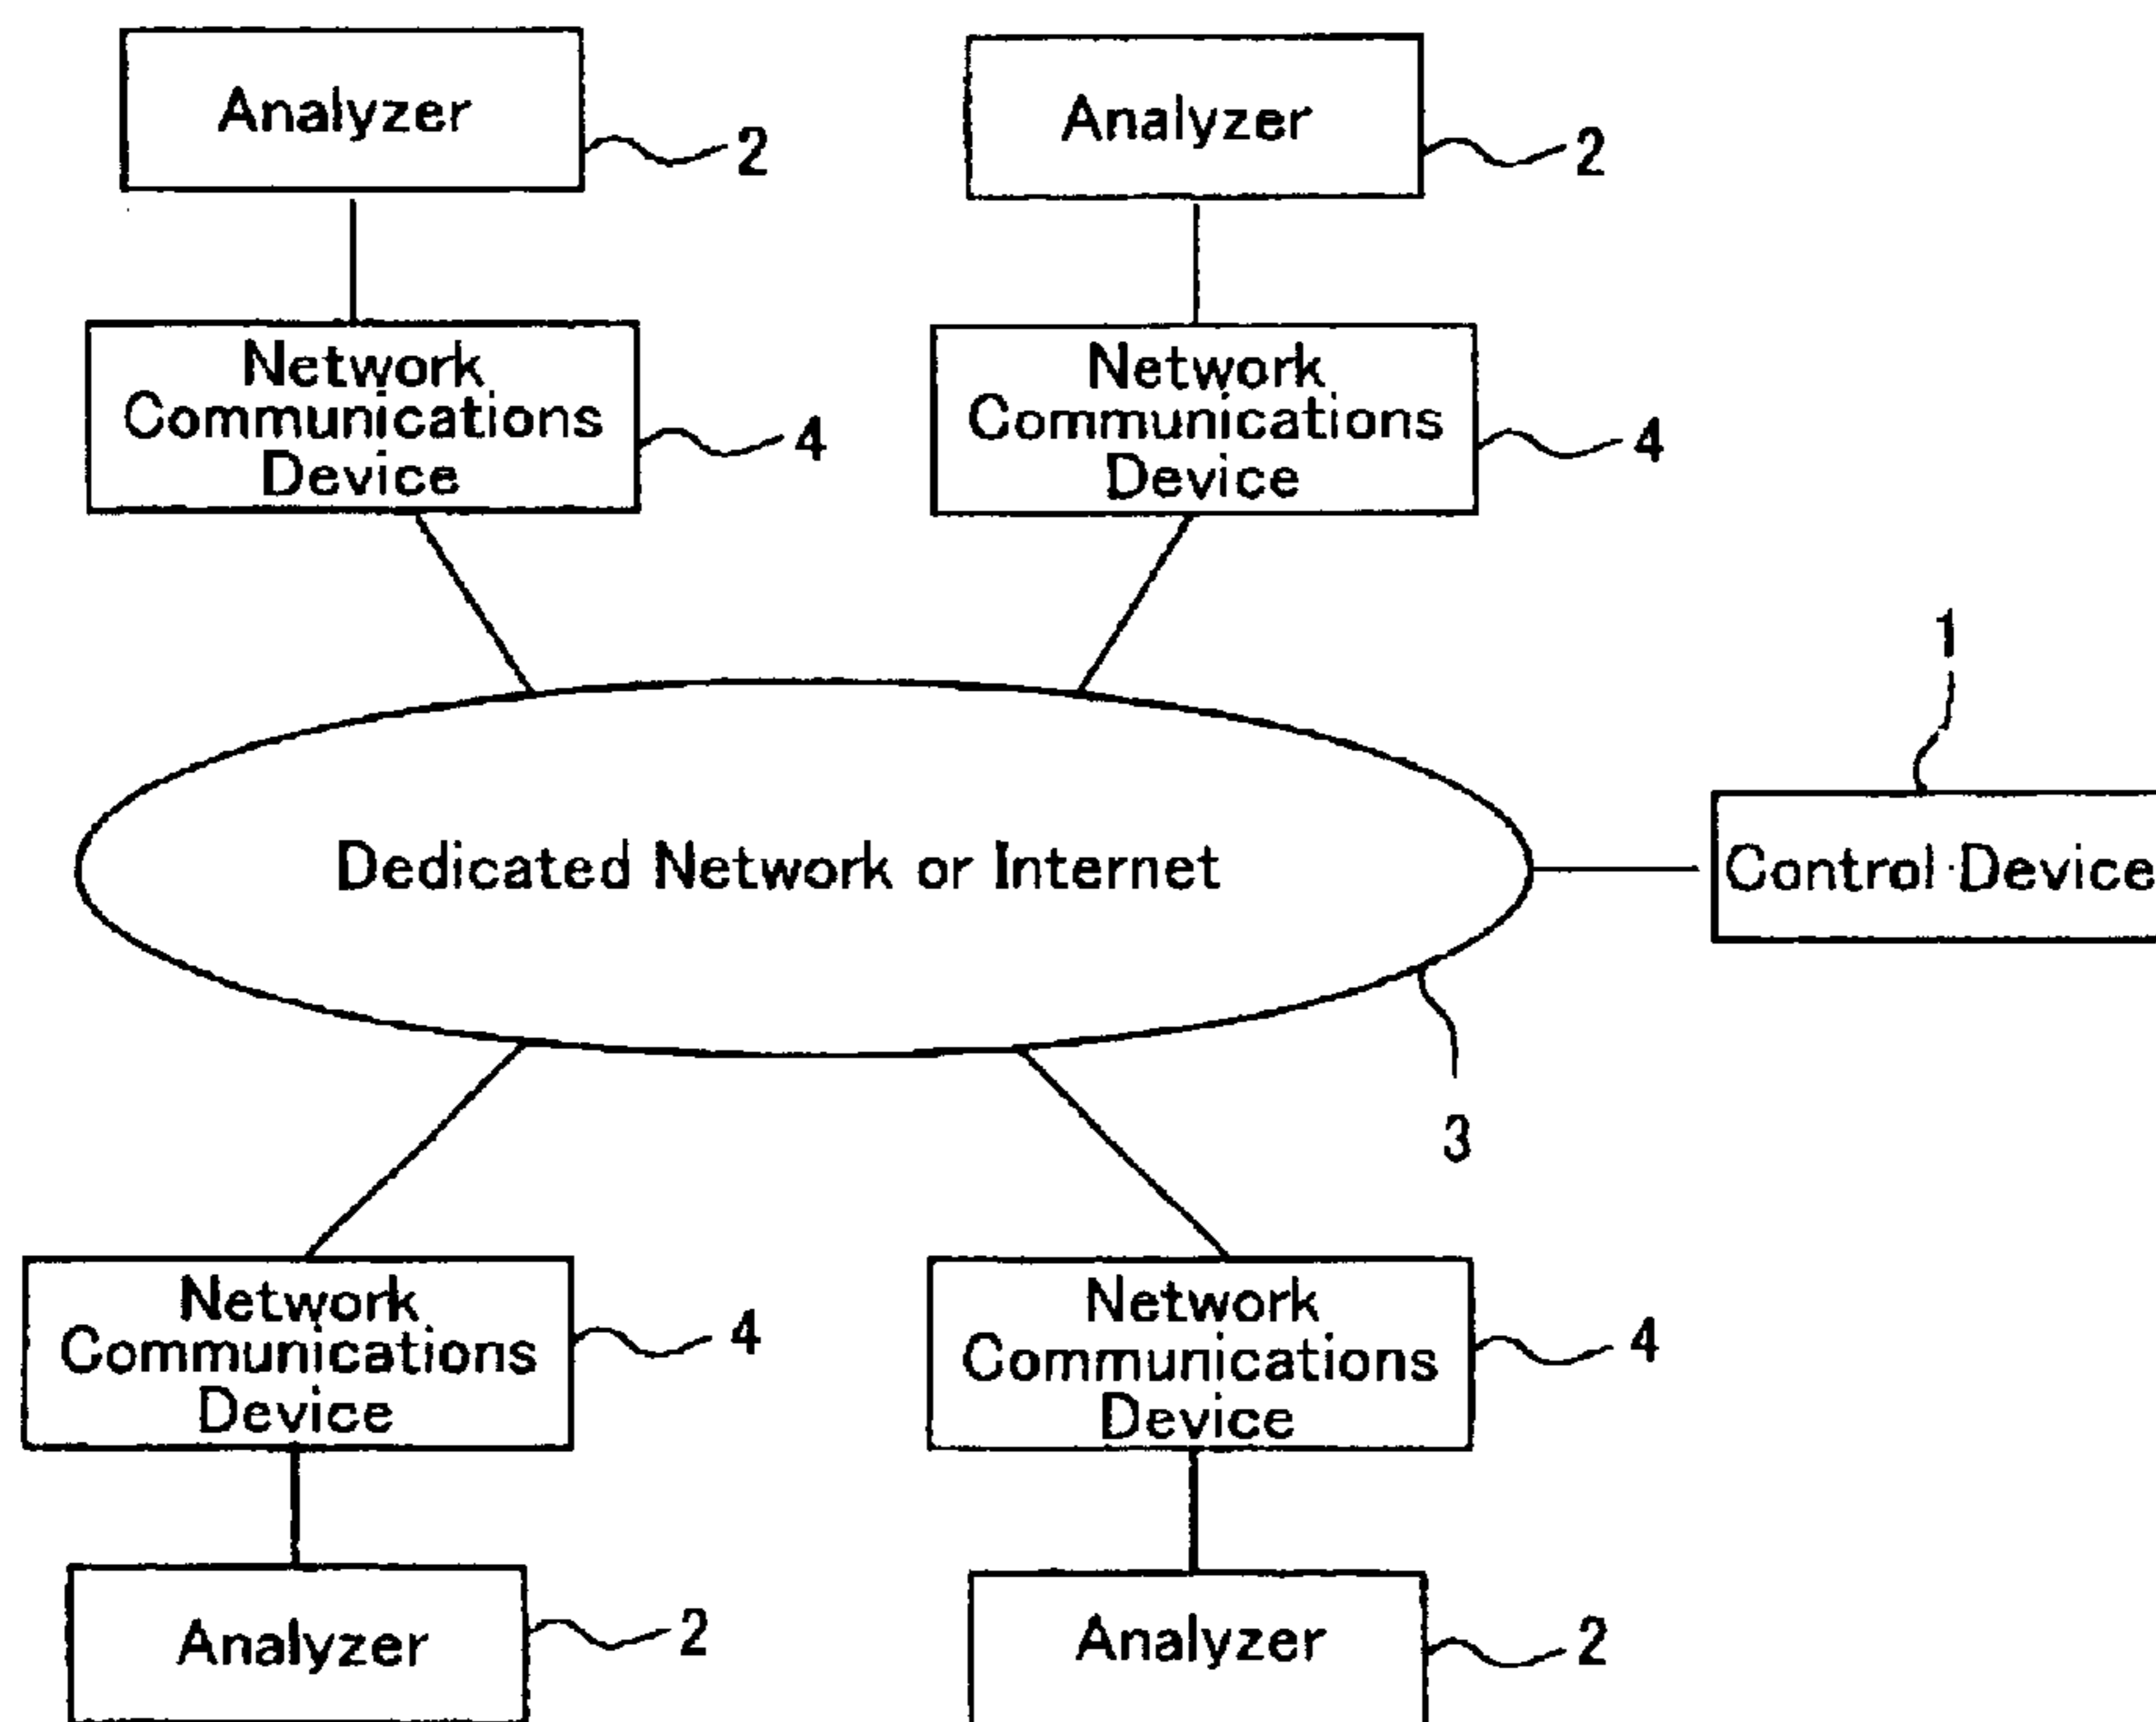 Analyzer
2
Analyzer
2
Network
Communications
Device
4
Network
Communications
Device
4
1
Dedicated Network or Internet
Control Device
3
Network
Communications
Device
4
Network
Communications
Device
4
Analyzer
2
Analyzer
2